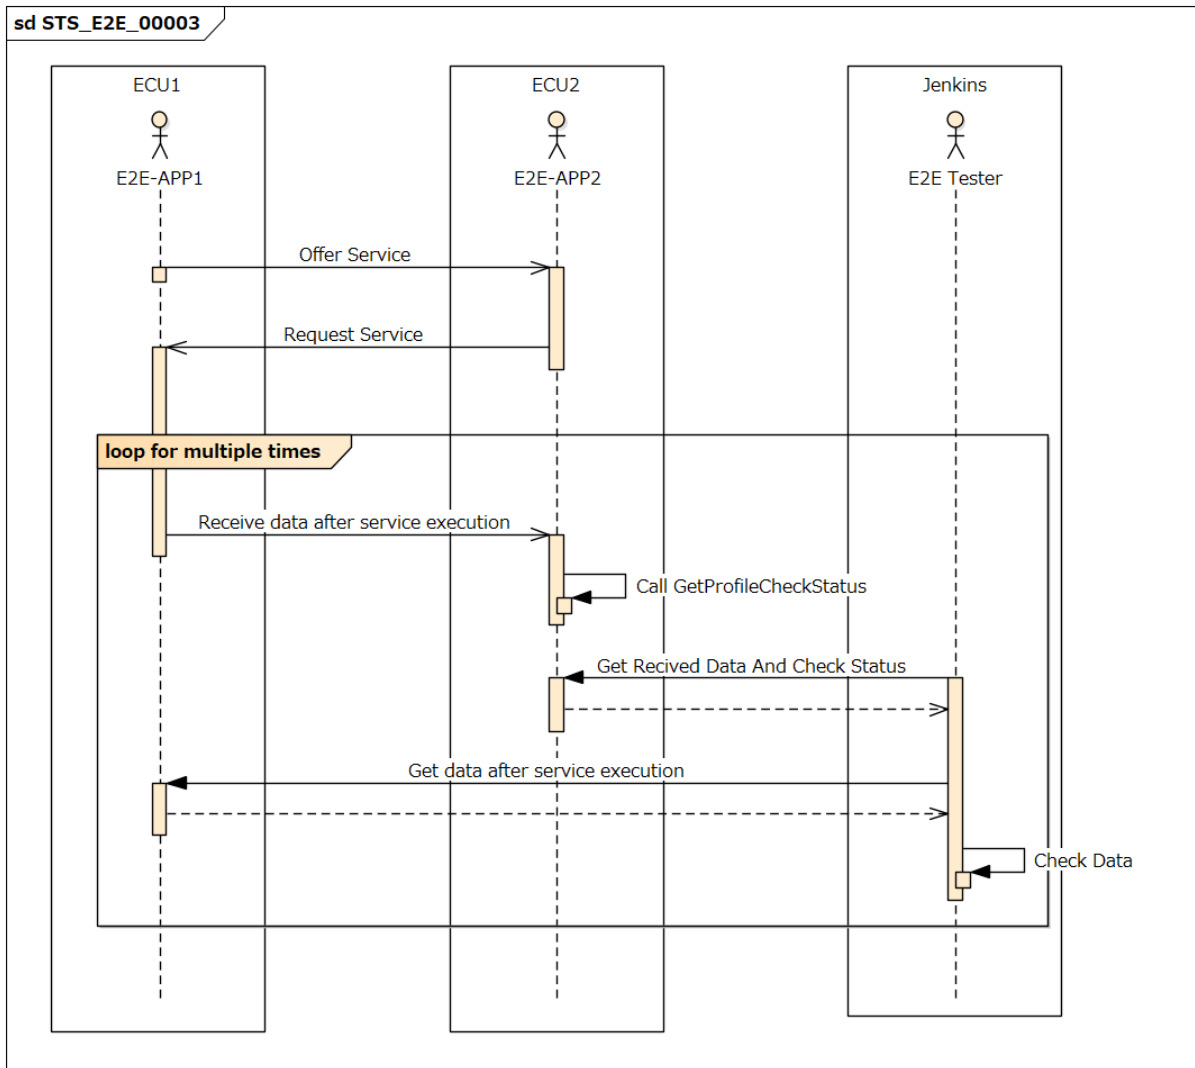 sd STS_E2E_00003
ECU1
ECU2
Jenkins
E2E-APP1
E2E-APP2
E2E Tester
Offer Service
Request Service
loop for multiple times
Receive data after service execution
Call GetProfileCheckStatus
Get Recived Data And Check Status
Get data after service execution
Check Data